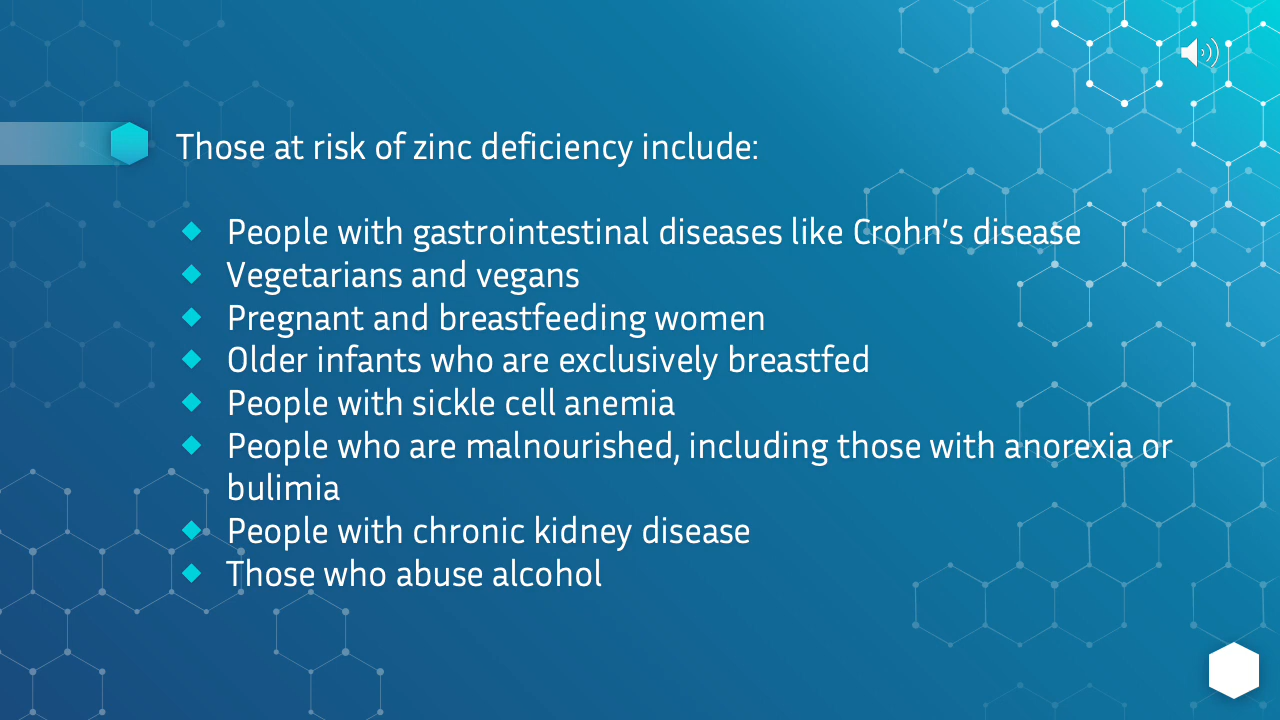 Those at risk of zinc deficiency include:
People with gastrointestinal diseases like Crohn’s disease
Vegetarians and vegans
Pregnant and breastfeeding women
Older infants who are exclusively breastfed
People with sickle cell anemia
People who are malnourished, including those with anorexia or
bulimia
People with chronic kidney disease
Those who abuse alcohol